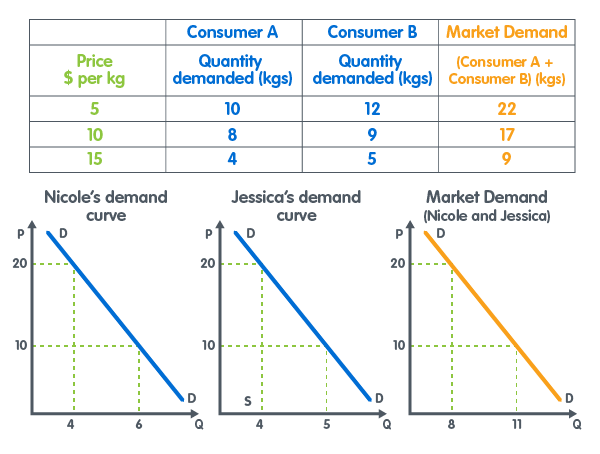 Consumer A Consumer B Market Demand
Price
$ per kg
Quantity
demanded (kgs)
Quantity
demanded (kgs)
(Consumer A +
Consumer B) (kgs)
5 10 12 22
10 8 9 17
15 4 5 9
Nicole's demand
curve
P
D
20
10
D
4 6 Q
Jessica's demand
curve
P
D
20
10
S
D
4 5 Q
Market Demand
(Nicole and Jessica)
P
D
20
10
D
8 11 Q